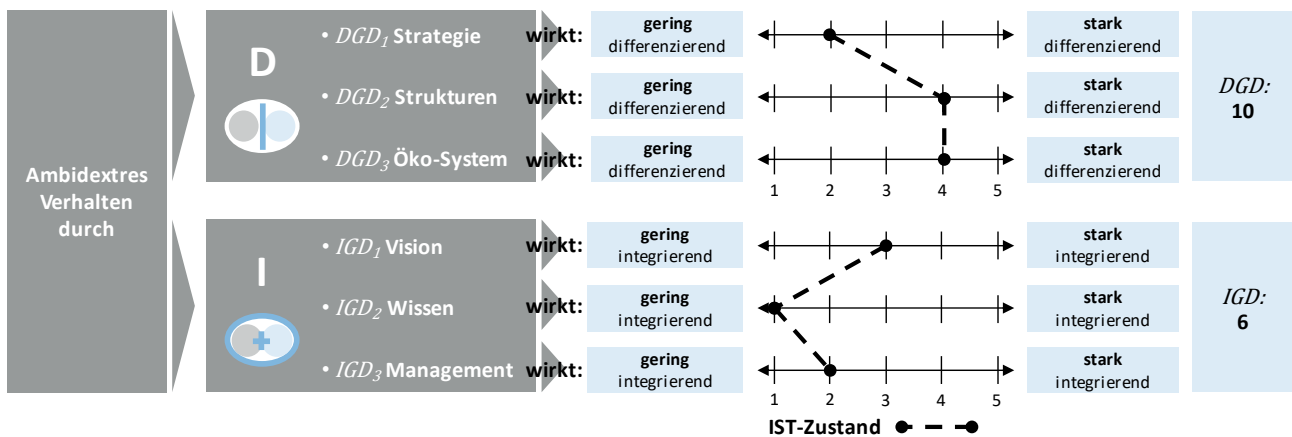 Ambidextres
Verhalten
durch
D
• DGD1 Strategie
wirkt:
gering
differenzierend
stark
differenzierend
• DGD2 Strukturen
wirkt:
gering
differenzierend
stark
differenzierend
• DGD3 Öko-System
wirkt:
gering
differenzierend
stark
differenzierend
1 2 3 4 5
DGD:
10
I
• IGD1 Vision
wirkt:
gering
integrierend
stark
integrierend
• IGD2 Wissen
wirkt:
gering
integrierend
stark
integrierend
• IGD3 Management
wirkt:
gering
integrierend
stark
integrierend
1 2 3 4 5
IGD:
6
IST-Zustand